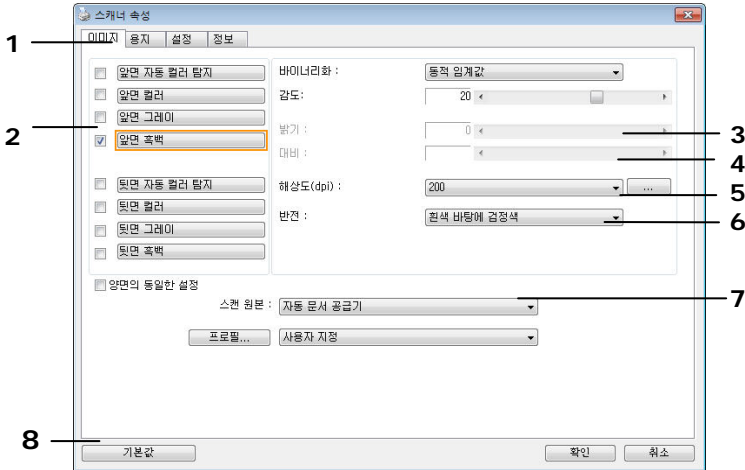 스캐너 속성
1
이미지 용지 설정 정보
2
앞면 자동 컬러 탐지
앞면 컬러
앞면 그레이
앞면 흑백
뒷면 자동 컬러 탐지
뒷면 컬러
뒷면 그레이
뒷면 흑백
바이너리화 : 동적 임계값
감도: 20
밝기 : 0
3
대비 :
4
해상도(dpi) : 200 ...
5
반전 : 흰색 바탕에 검정색
6
양면의 동일한 설정
스캔 원본 : 자동 문서 공급기
7
프로필... 사용자 지정
8
기본값 확인 취소